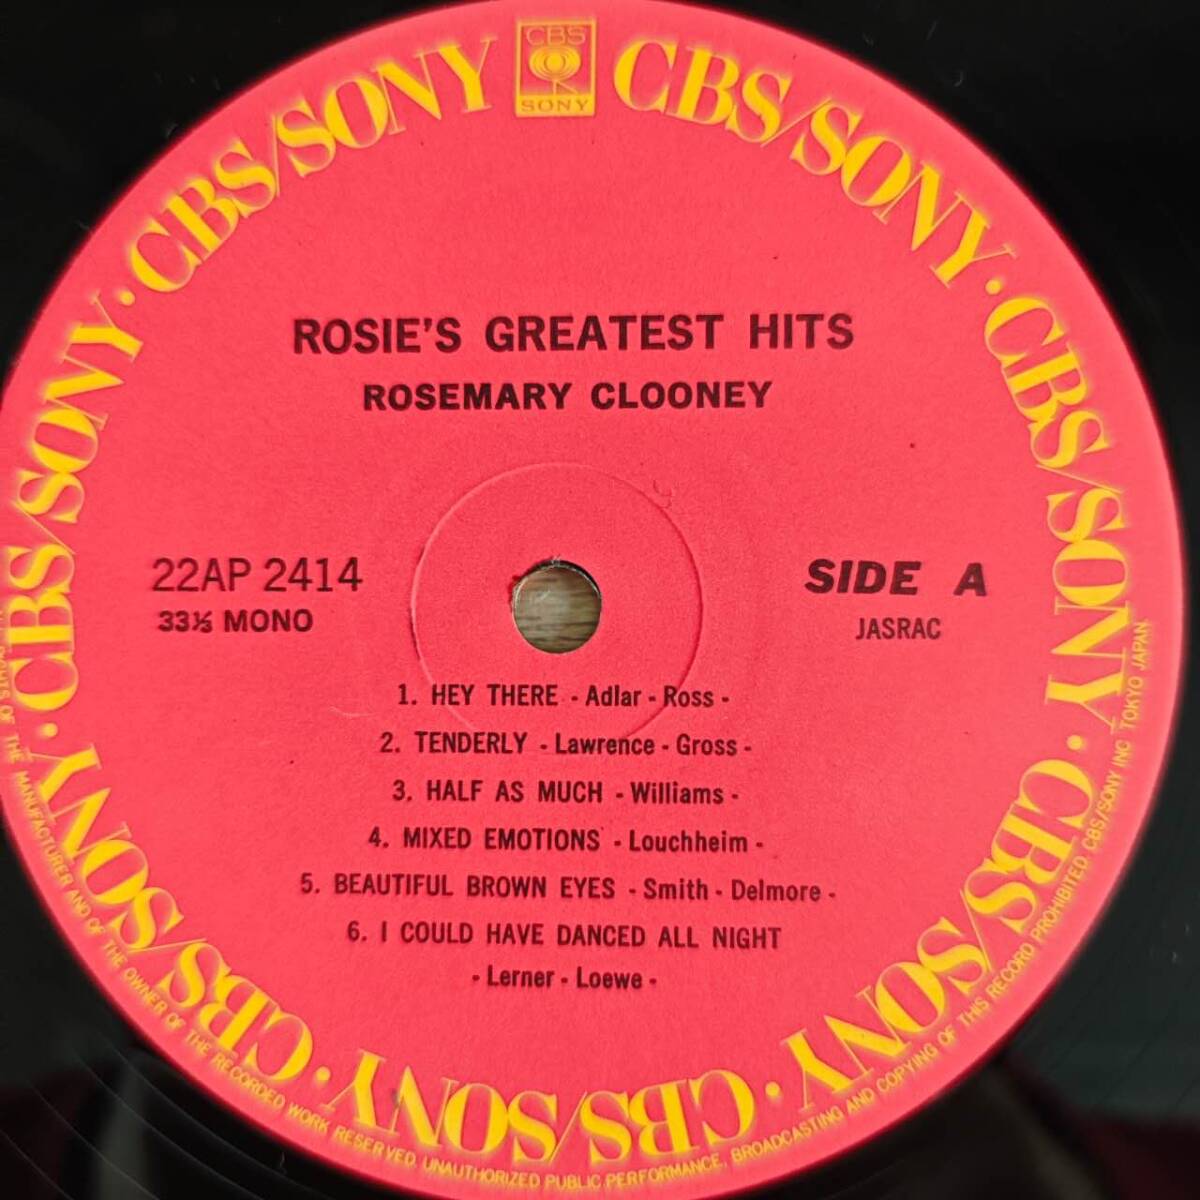 CBS
SONY
CBS/SONY · CBS/SONY · CBS/SONY · CBS/SONY · CBS/SONY · CBS/SONY · CBS/SONY · CBS/SONY · CBS/SONY
ROSIE'S GREATEST HITS
ROSEMARY CLOONEY
22AP 2414
33⅓ MONO
SIDE A
JASRAC
1. HEY THERE - Adlar - Ross -
2. TENDERLY - Lawrence - Gross -
3. HALF AS MUCH - Williams -
4. MIXED EMOTIONS - Louchheim -
5. BEAUTIFUL BROWN EYES - Smith - Delmore -
6. I COULD HAVE DANCED ALL NIGHT
- Lerner - Loewe -
RIGHTS OF THE MANUFACTURER AND OF THE OWNER OF THE RECORDED WORK RESERVED. UNAUTHORIZED PUBLIC PERFORMANCE, BROADCASTING AND COPYING OF THIS RECORD PROHIBITED CBS/SONY INC TOKYO JAPAN